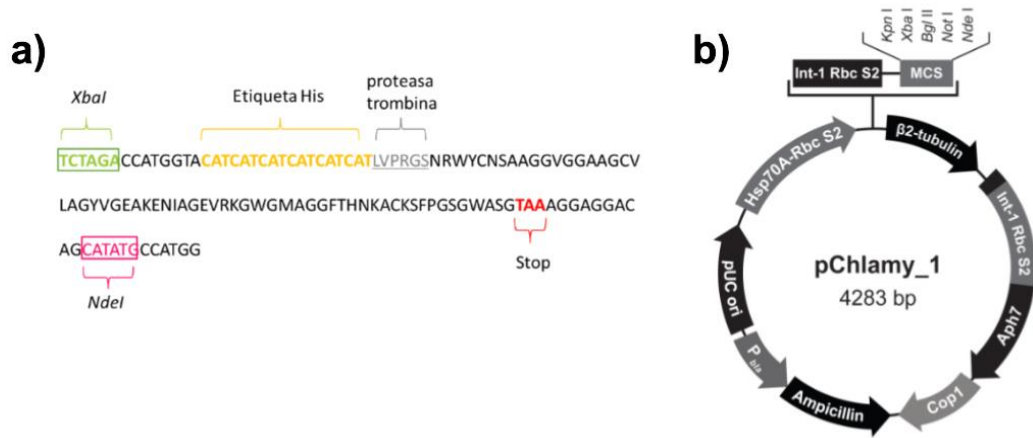 a)
XbaI
Etiqueta His
proteasa
trombina
TCTAGACCATGGTACATCATCATCATCATCATLVPRGSNRWYCNSAAGGVGGAAGCV
LAGYVGEAKENIAGEVRKGWGMAGGFTHNKACKSFPGSGWASGTAAAGGAGGAC
Stop
AGCATATGCCATGG
NdeI
b)
Kpn I
Xba I
Bgl II
Not I
Nde I
Int-1 Rbc S2
MCS
Hsp70A-Rbc S2
β2-tubulin
Int-1 Rbc S2
pUC ori
pChlamy_1
4283 bp
Aph7
P bla
Ampicillin
Cop1